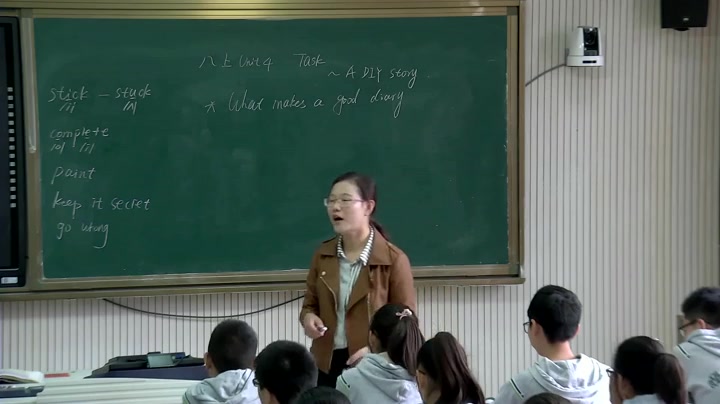 八上 Unit 4 Task
~ A DIY story
* What makes a good diary
stick - stuck
/ɪ/ /ʌ/
complete
/ə/ /iː/
paint
keep it secret
go wrong